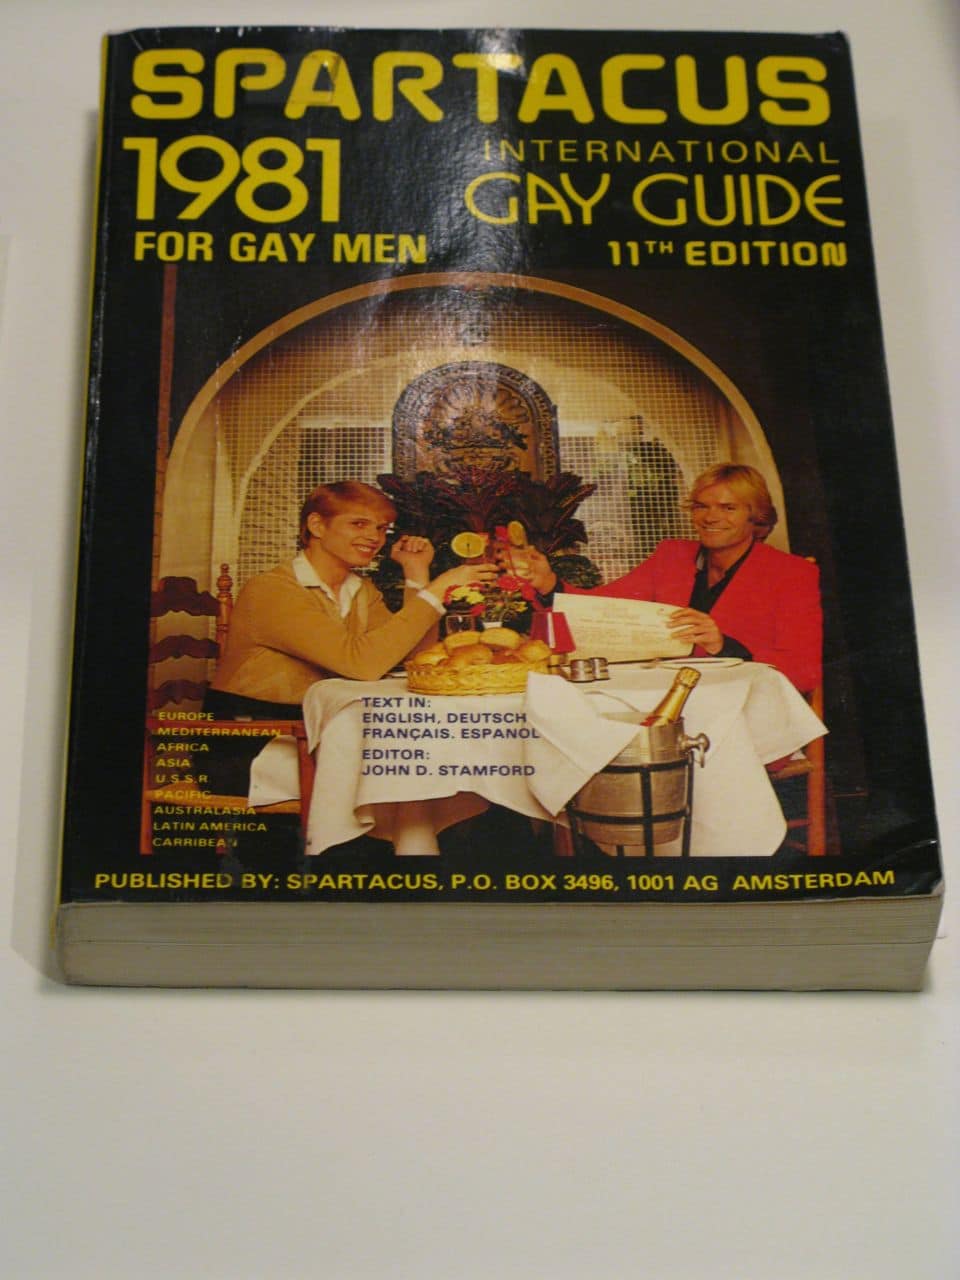 SPARTACUS
1981
INTERNATIONAL
GAY GUIDE
FOR GAY MEN
11TH EDITION
TEXT IN:
ENGLISH, DEUTSCH
FRANÇAIS. ESPANOL
EDITOR:
JOHN D. STAMFORD
EUROPE
MEDITERRANEAN
AFRICA
ASIA
U.S.S.R.
PACIFIC
AUSTRALASIA
LATIN AMERICA
CARRIBEAN
PUBLISHED BY: SPARTACUS, P.O. BOX 3496, 1001 AG AMSTERDAM